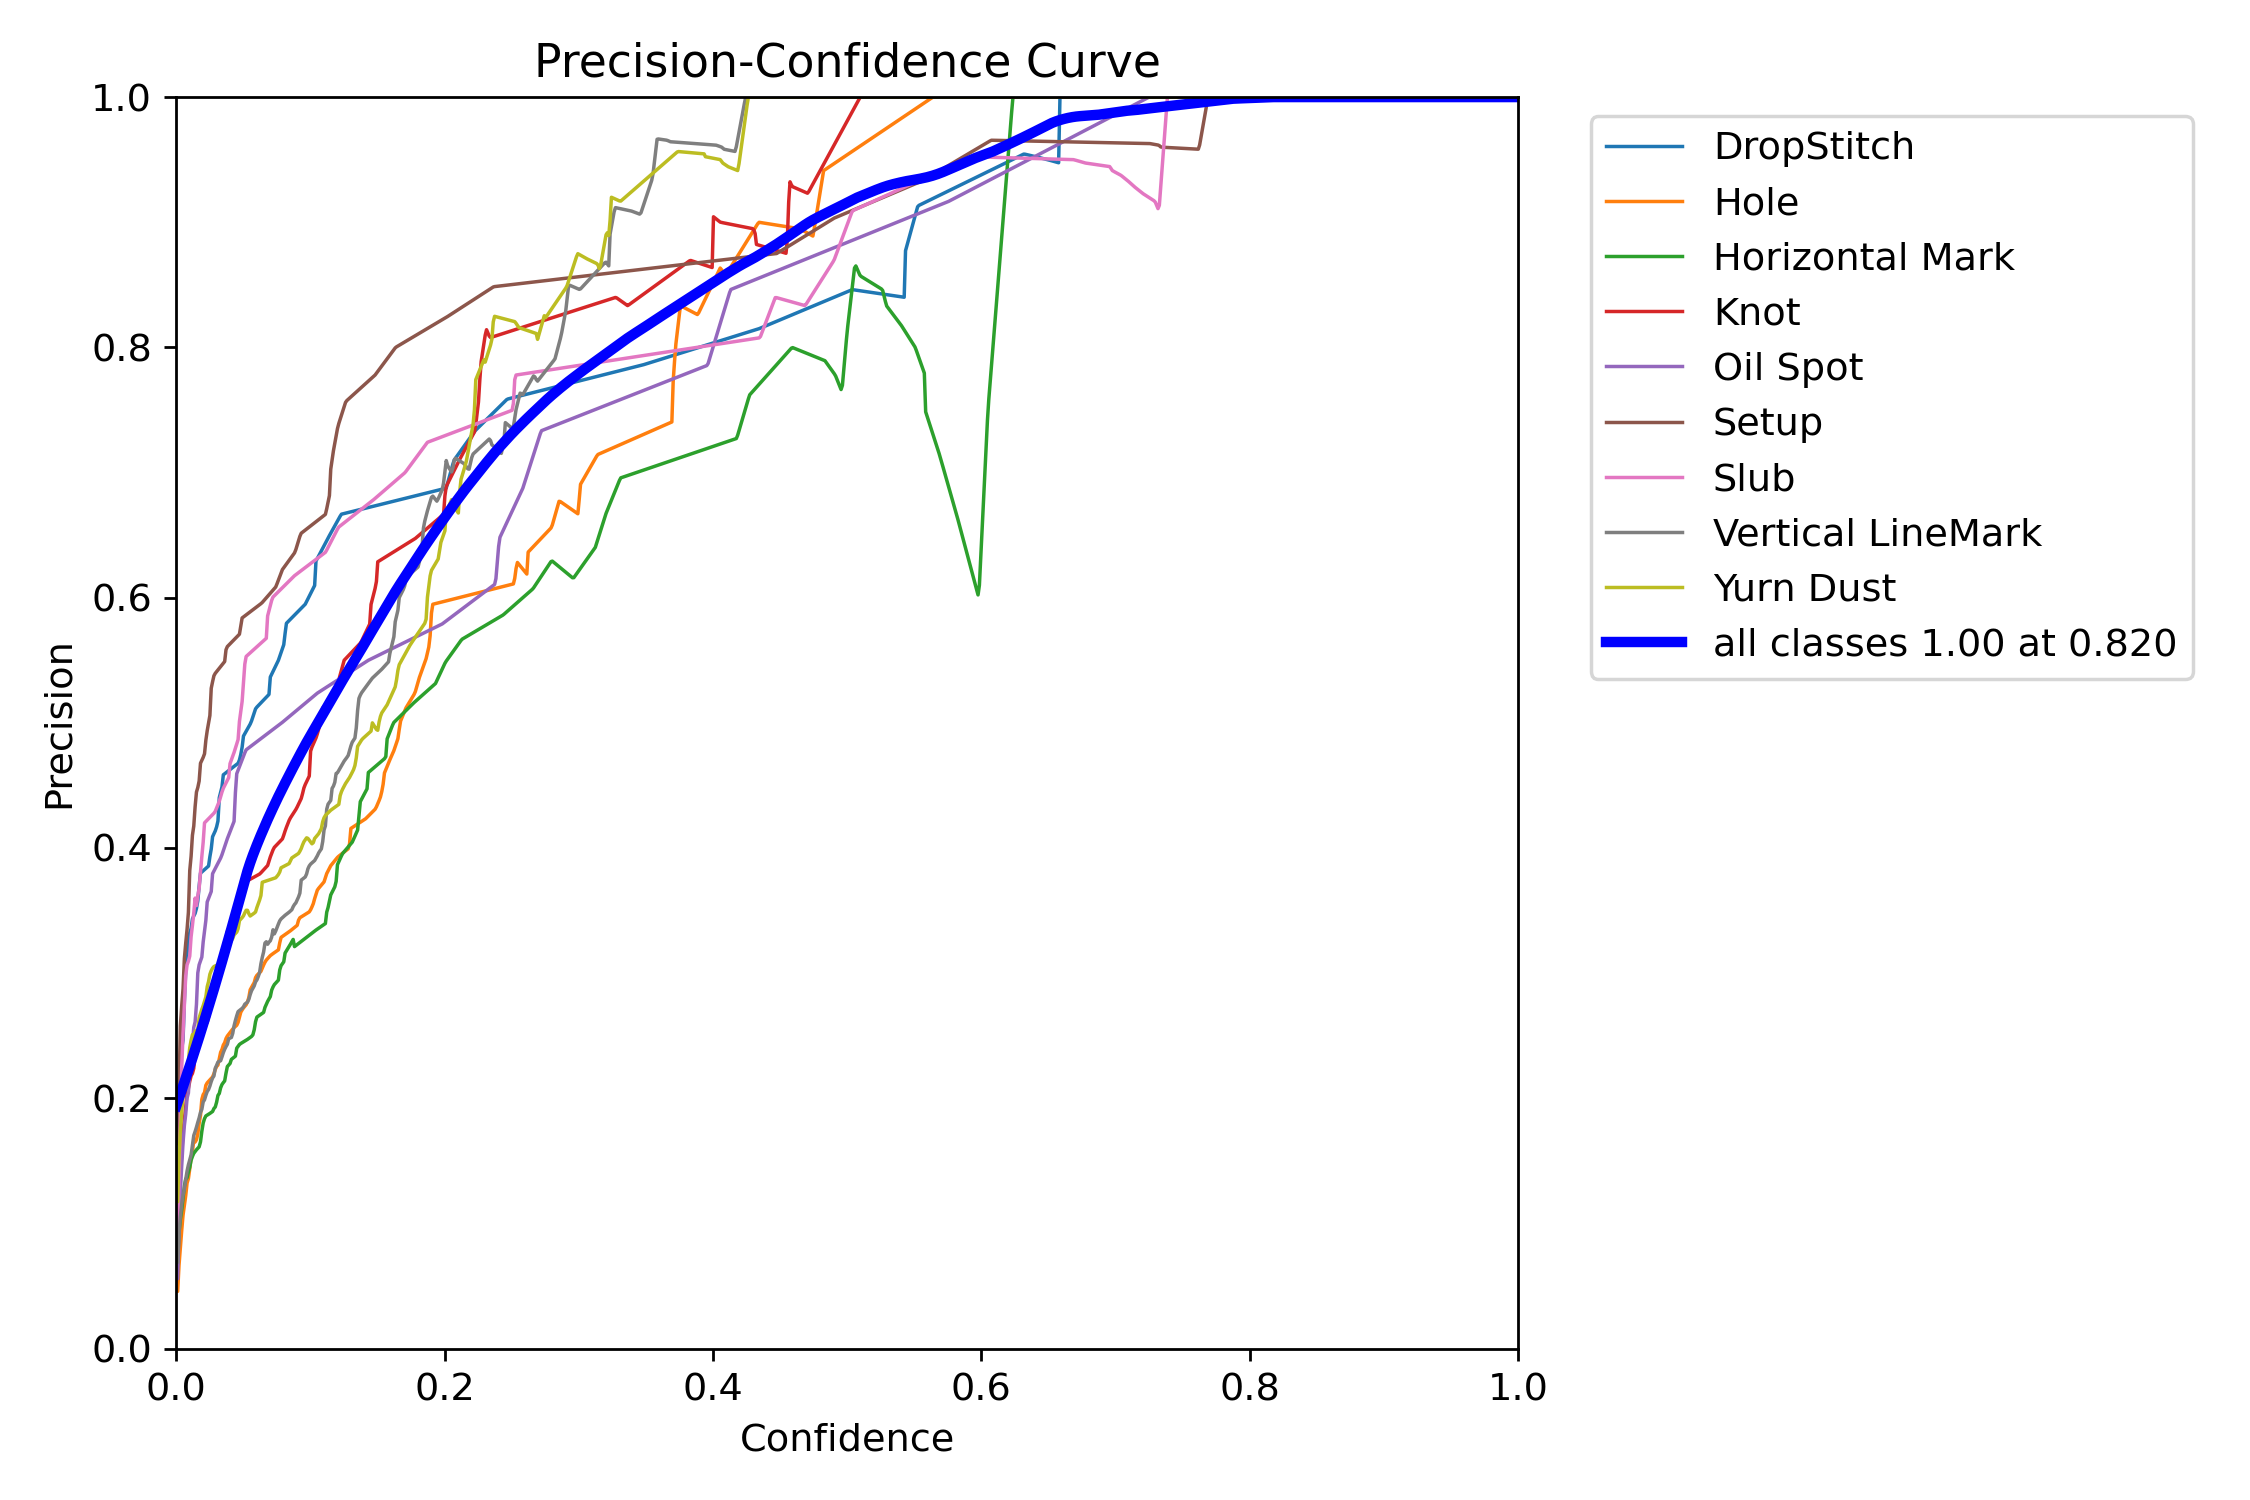 Precision-Confidence Curve
1.0
0.8
0.6
0.4
0.2
0.0
Precision
0.0 0.2 0.4 0.6 0.8 1.0
Confidence
DropStitch
Hole
Horizontal Mark
Knot
Oil Spot
Setup
Slub
Vertical LineMark
Yurn Dust
all classes 1.00 at 0.820